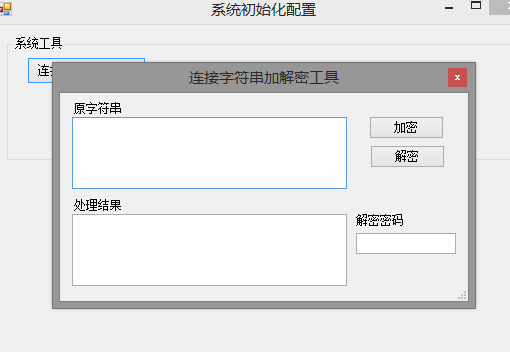 系统初始化配置
系统工具
连接字符串加解密工具
原字符串
加密
解密
处理结果
解密密码